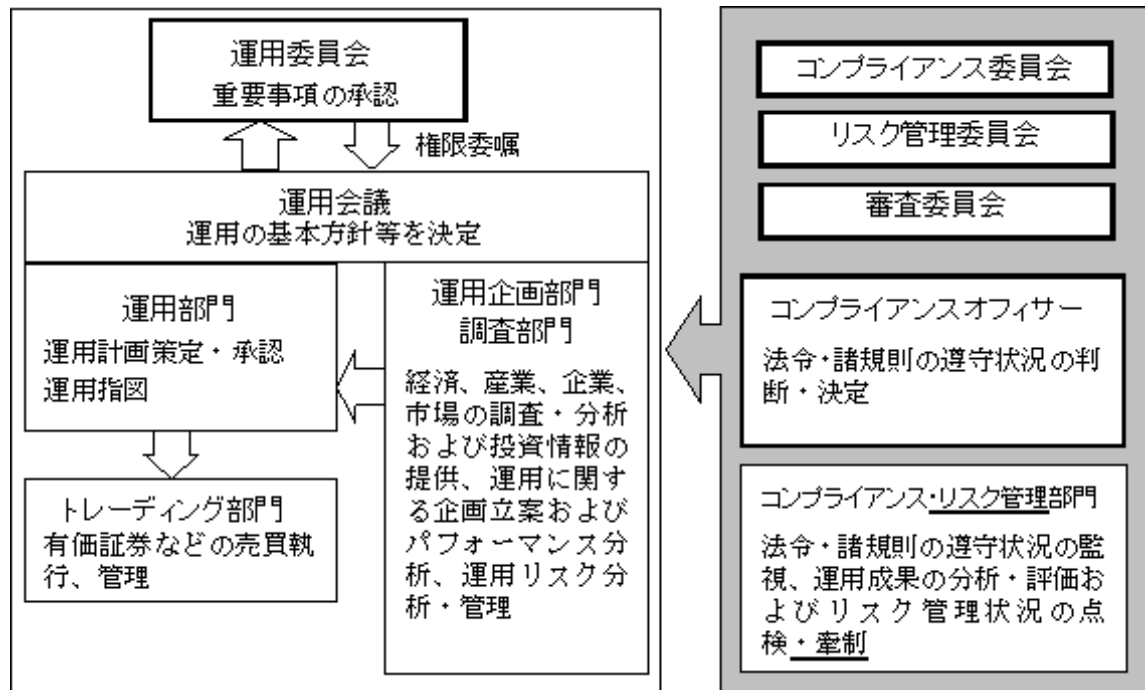 運用委員会
重要事項の承認
権限委嘱
運用会議
運用の基本方針等を決定
運用部門
運用計画策定・承認
運用指図
トレーディング部門
有価証券などの売買執
行、管理
運用企画部門
調査部門
経済、産業、企業、
市場の調査・分析
および投資情報の
提供、運用に関す
る企画立案および
パフォーマンス分
析、運用リスク分
析・管理
コンプライアンス委員会
リスク管理委員会
審査委員会
コンプライアンスオフィサー
法令・諸規則の遵守状況の判
断・決定
コンプライアンス・リスク管理部門
法令・諸規則の遵守状況の監
視、運用成果の分析・評価お
よびリスク管理状況の点
検・牽制